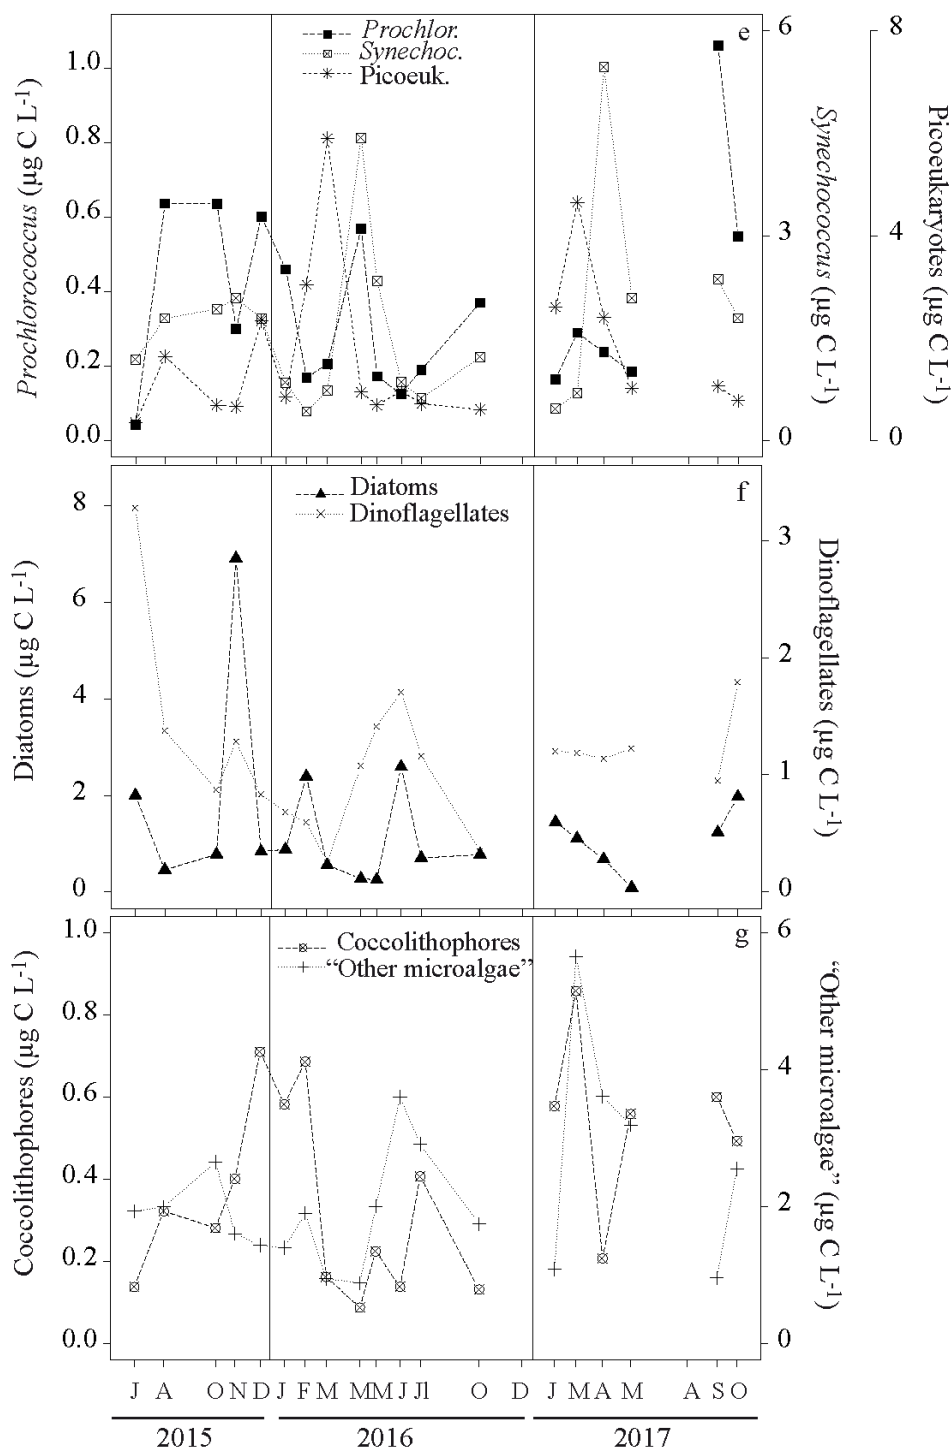 Prochlor.
Synechoc.
Picoeuk.
e
Prochlorococcus (µg C L-1)
1.0
0.8
0.6
0.4
0.2
0.0
6
3
0
Synechococcus (µg C L-1)
8
4
0
Picoeukaryotes (µg C L-1)
Diatoms
Dinoflagellates
f
Diatoms (µg C L-1)
8
6
4
2
0
3
2
1
0
Dinoflagellates (µg C L-1)
Coccolithophores
“Other microalgae”
g
Coccolithophores (µg C L-1)
1.0
0.8
0.6
0.4
0.2
0.0
6
4
2
0
“Other microalgae” (µg C L-1)
J A O N D J F M M M J Jl O D J M A M A S O
2015 2016 2017